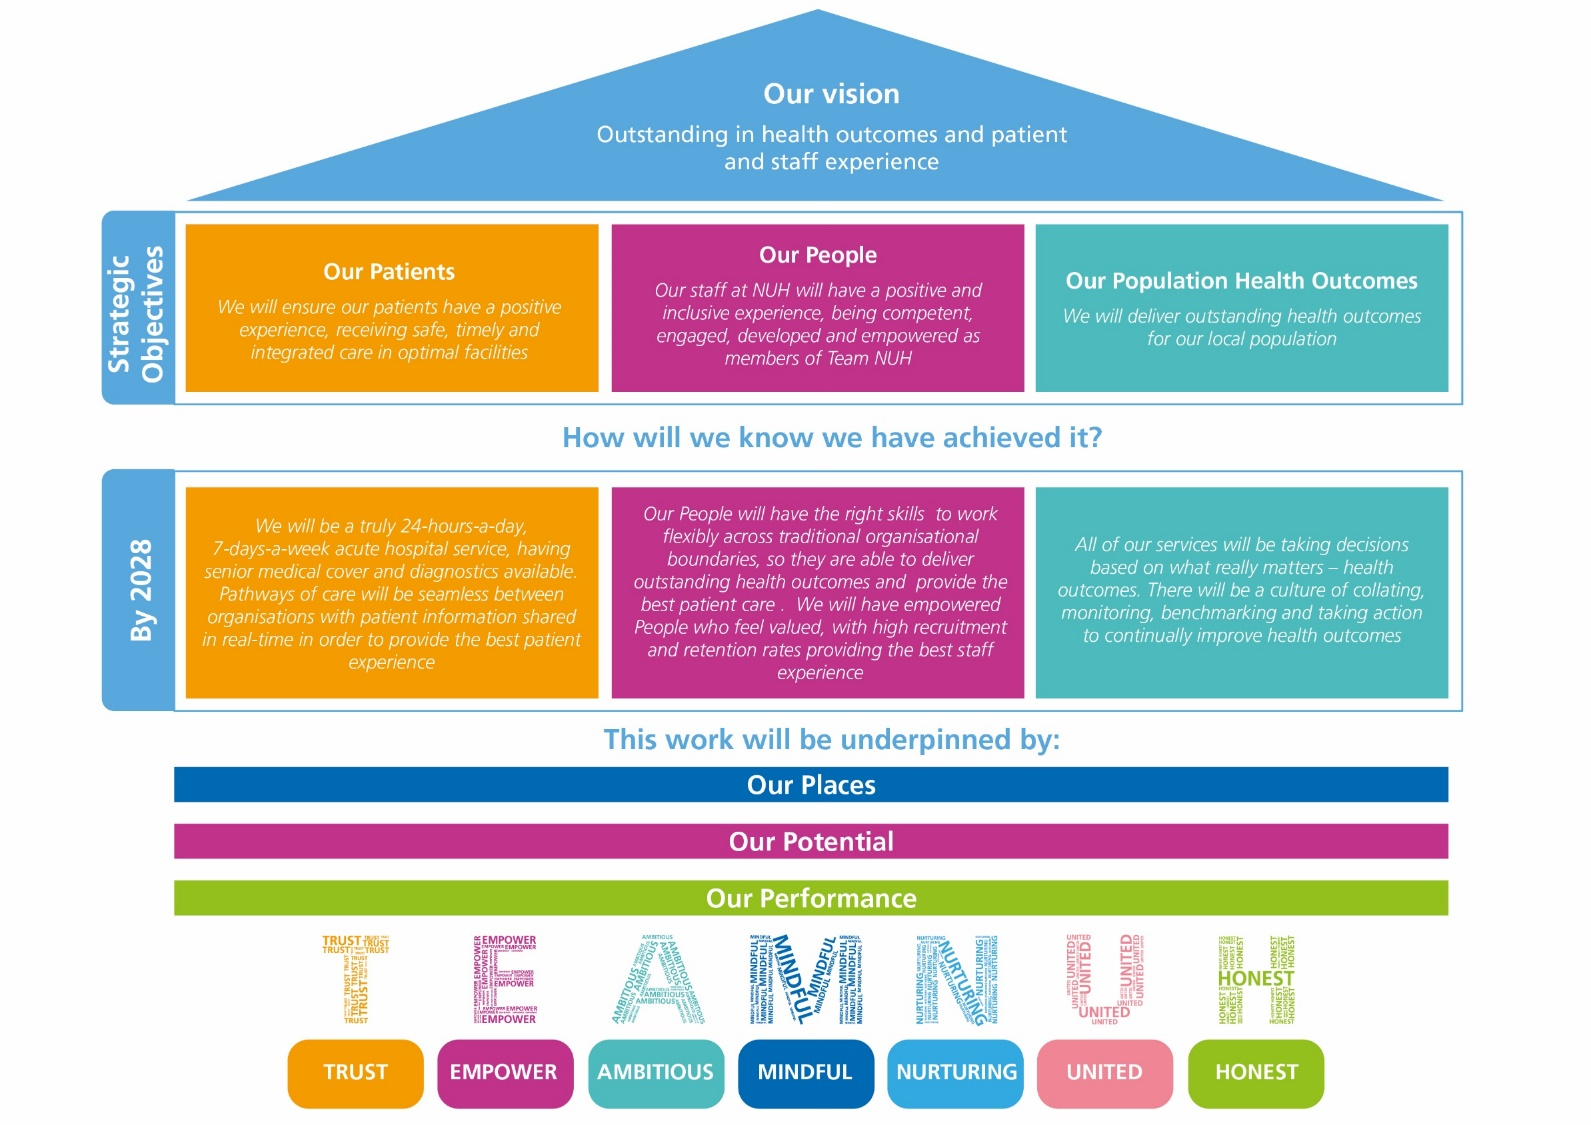 Our vision
Outstanding in health outcomes and patient
and staff experience
Strategic
Objectives
Our Patients
We will ensure our patients have a positive
experience, receiving safe, timely and
integrated care in optimal facilities
Our People
Our staff at NUH will have a positive and
inclusive experience, being competent,
engaged, developed and empowered as
members of Team NUH
Our Population Health Outcomes
We will deliver outstanding health outcomes
for our local population
How will we know we have achieved it?
By 2028
We will be a truly 24-hours-a-day,
7-days-a-week acute hospital service, having
senior medical cover and diagnostics available.
Pathways of care will be seamless between
organisations with patient information shared
in real-time in order to provide the best patient
experience
Our People will have the right skills  to work
flexibly across traditional organisational
boundaries, so they are able to deliver
outstanding health outcomes and  provide the
best patient care .  We will have empowered
People who feel valued, with high recruitment
and retention rates providing the best staff
experience
All of our services will be taking decisions
based on what really matters – health
outcomes. There will be a culture of collating,
monitoring, benchmarking and taking action
to continually improve health outcomes
This work will be underpinned by:
Our Places
Our Potential
Our Performance
T E A M N U H
TRUST
EMPOWER
AMBITIOUS
MINDFUL
NURTURING
UNITED
HONEST